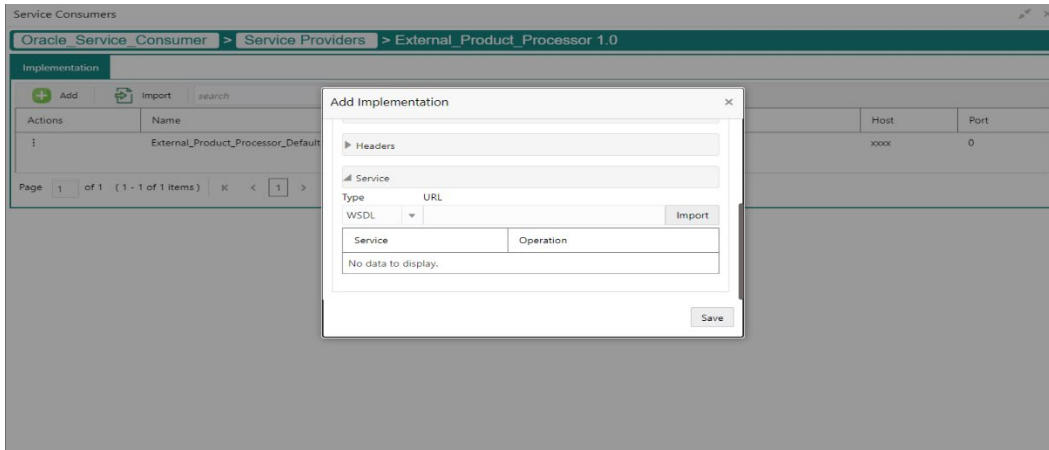 Service Consumers
Oracle_Service_Consumer > Service Providers > External_Product_Processor 1.0
Implementation
Add Import search
Actions Name Host Port
External_Product_Processor_Default xxxx 0
Page 1 of 1 (1 - 1 of 1 items) K < 1 >
Add Implementation ×
Headers
Service
Type URL
WSDL Import
Service Operation
No data to display.
Save